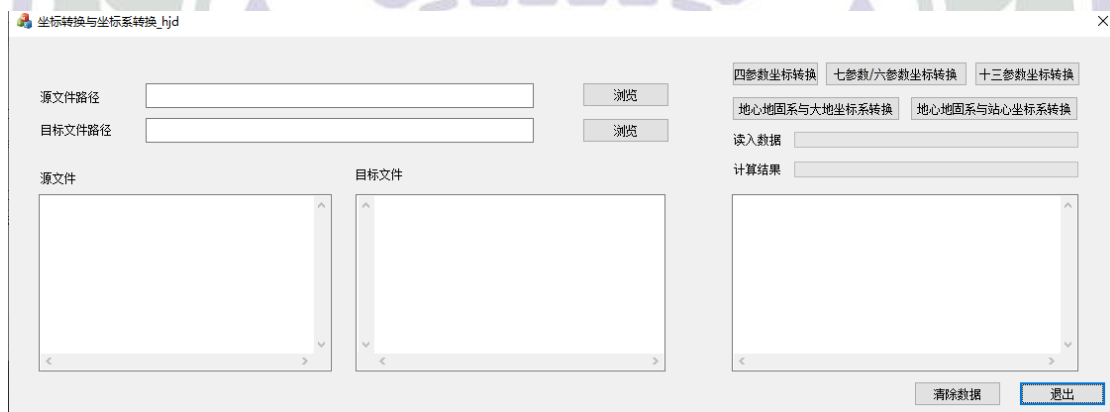 坐标转换与坐标系转换_hjd
四参数坐标转换 七参数/六参数坐标转换 十三参数坐标转换
源文件路径 浏览
地心地固系与大地坐标系转换 地心地固系与站心坐标系转换
目标文件路径 浏览
读入数据
计算结果
源文件 目标文件
清除数据 退出